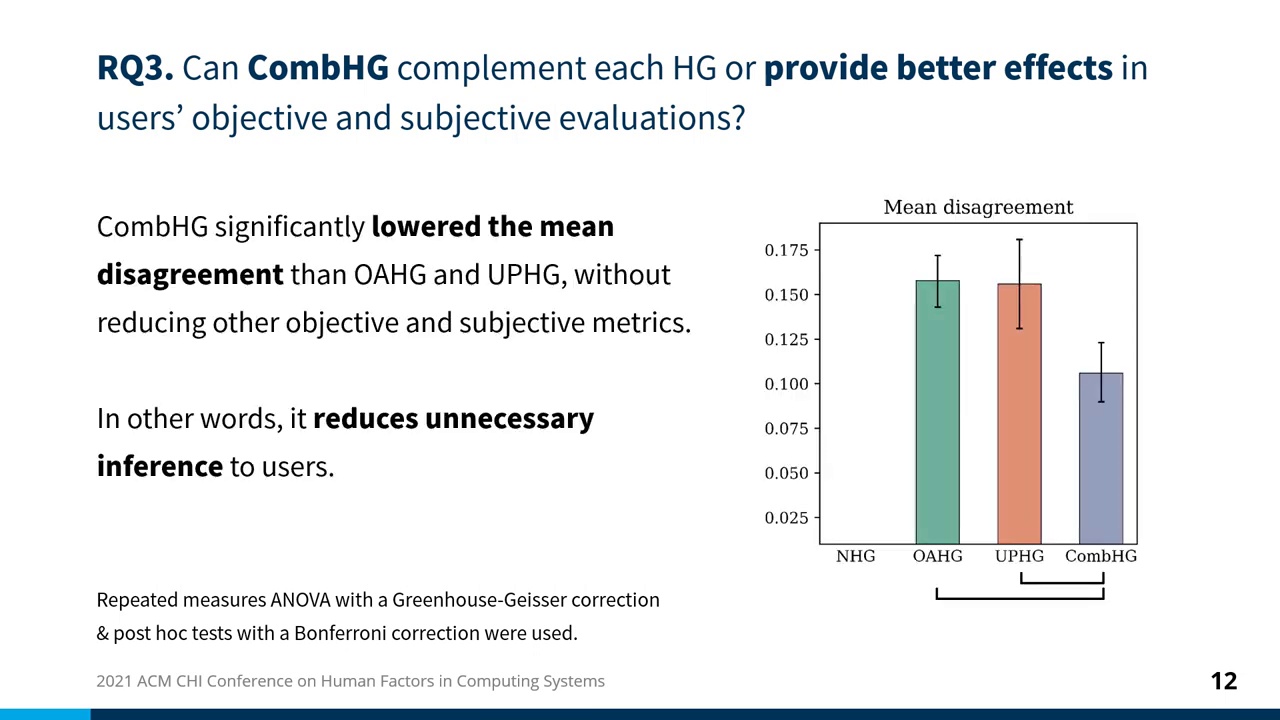 RQ3. Can CombHG complement each HG or provide better effects in
users’ objective and subjective evaluations?
CombHG significantly lowered the mean
disagreement than OAHG and UPHG, without
reducing other objective and subjective metrics.
In other words, it reduces unnecessary
inference to users.
Repeated measures ANOVA with a Greenhouse-Geisser correction
& post hoc tests with a Bonferroni correction were used.
Mean disagreement
0.175
0.150
0.125
0.100
0.075
0.050
0.025
NHG OAHG UPHG CombHG
2021 ACM CHI Conference on Human Factors in Computing Systems
12